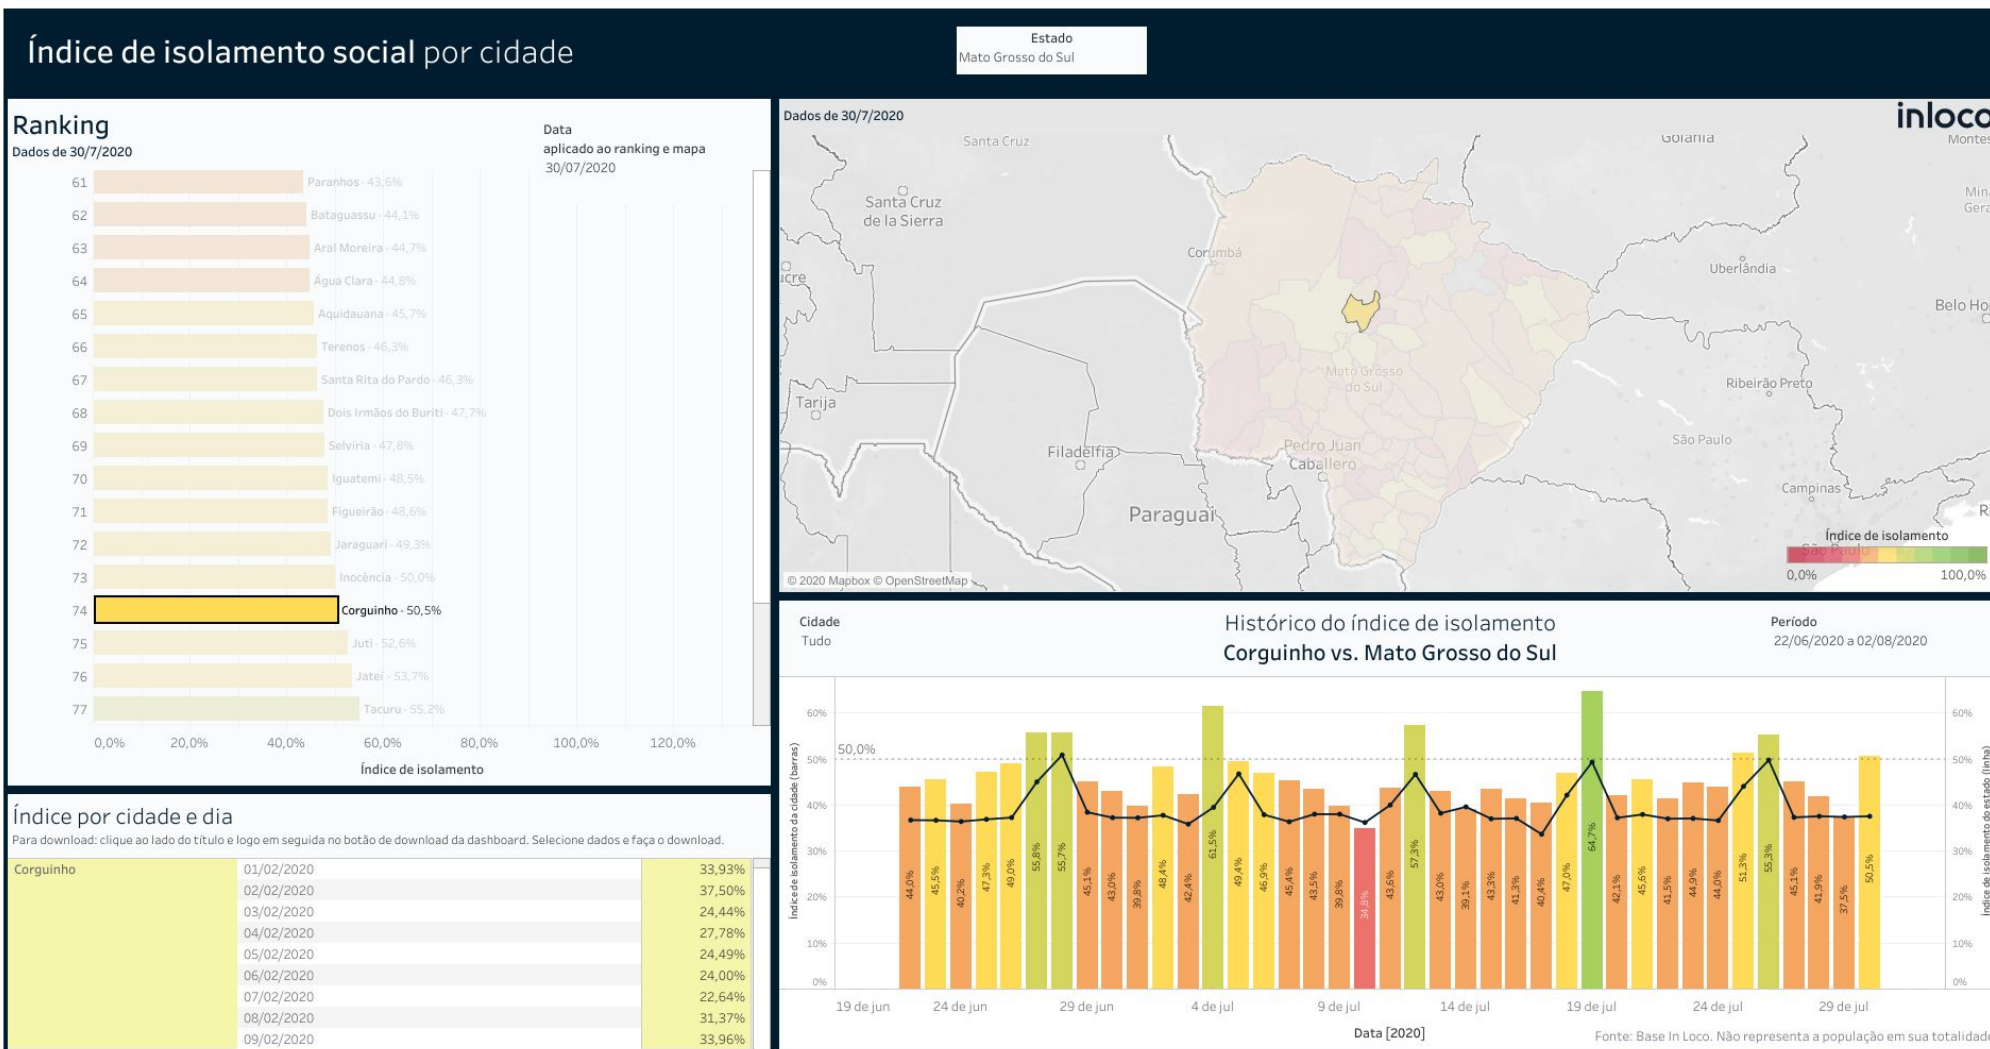 Índice de isolamento social por cidade
Estado
Mato Grosso do Sul
Ranking
Dados de 30/7/2020
Data
aplicado ao ranking e mapa
30/07/2020
61 Paranhos - 43,6%
62 Bataguassu - 44,1%
63 Aral Moreira - 44,7%
64 Água Clara - 44,8%
65 Aquidauana - 45,7%
66 Terenos - 46,3%
67 Santa Rita do Pardo - 46,3%
68 Dois Irmãos do Buriti - 47,7%
69 Selvíria - 47,8%
70 Iguatemi - 48,5%
71 Figueirão - 48,6%
72 Jaraguari - 49,3%
73 Inocência - 50,0%
74 Corguinho - 50,5%
75 Juti - 52,6%
76 Jateí - 53,7%
77 Tacuru - 55,2%
0,0% 20,0% 40,0% 60,0% 80,0% 100,0% 120,0%
Índice de isolamento
Índice por cidade e dia
Para download: clique ao lado do título e logo em seguida no botão de download da dashboard. Selecione dados e faça o download.
Corguinho 01/02/2020 33,93%
02/02/2020 37,50%
03/02/2020 24,44%
04/02/2020 27,78%
05/02/2020 24,49%
06/02/2020 24,00%
07/02/2020 22,64%
08/02/2020 31,37%
09/02/2020 33,96%
Dados de 30/7/2020
inloco
Santa Cruz
Goiânia
Montes
Santa Cruz
de la Sierra
Min
Gera
Corumbá
ucre
Uberlândia
Belo Ho
Mato Grosso
do Sul
Ribeirão Preto
Tarija
São Paulo
Filadélfia
Pedro Juan
Caballero
Campinas
Paraguai
Ri
Índice de isolamento
São Paulo
0,0% 100,0%
© 2020 Mapbox © OpenStreetMap
Cidade
Tudo
Histórico do índice de isolamento
Corguinho vs. Mato Grosso do Sul
Período
22/06/2020 a 02/08/2020
Índice de isolamento da cidade (barras)
60%
50%
40%
30%
20%
10%
0%
50,0%
44,0%
45,5%
40,2%
47,3%
49,0%
55,8%
55,7%
45,1%
43,0%
39,8%
48,4%
42,4%
61,5%
49,4%
46,9%
45,4%
43,5%
39,8%
34,8%
43,6%
57,3%
43,0%
39,1%
43,3%
41,3%
40,4%
47,0%
64,7%
42,1%
45,6%
41,5%
44,9%
44,0%
51,3%
55,3%
45,1%
41,9%
37,5%
50,5%
60%
50%
40%
30%
20%
10%
0%
Índice de isolamento do estado (linha)
19 de jun 24 de jun 29 de jun 4 de jul 9 de jul 14 de jul 19 de jul 24 de jul 29 de jul
Data [2020]
Fonte: Base In Loco. Não representa a população em sua totalidade